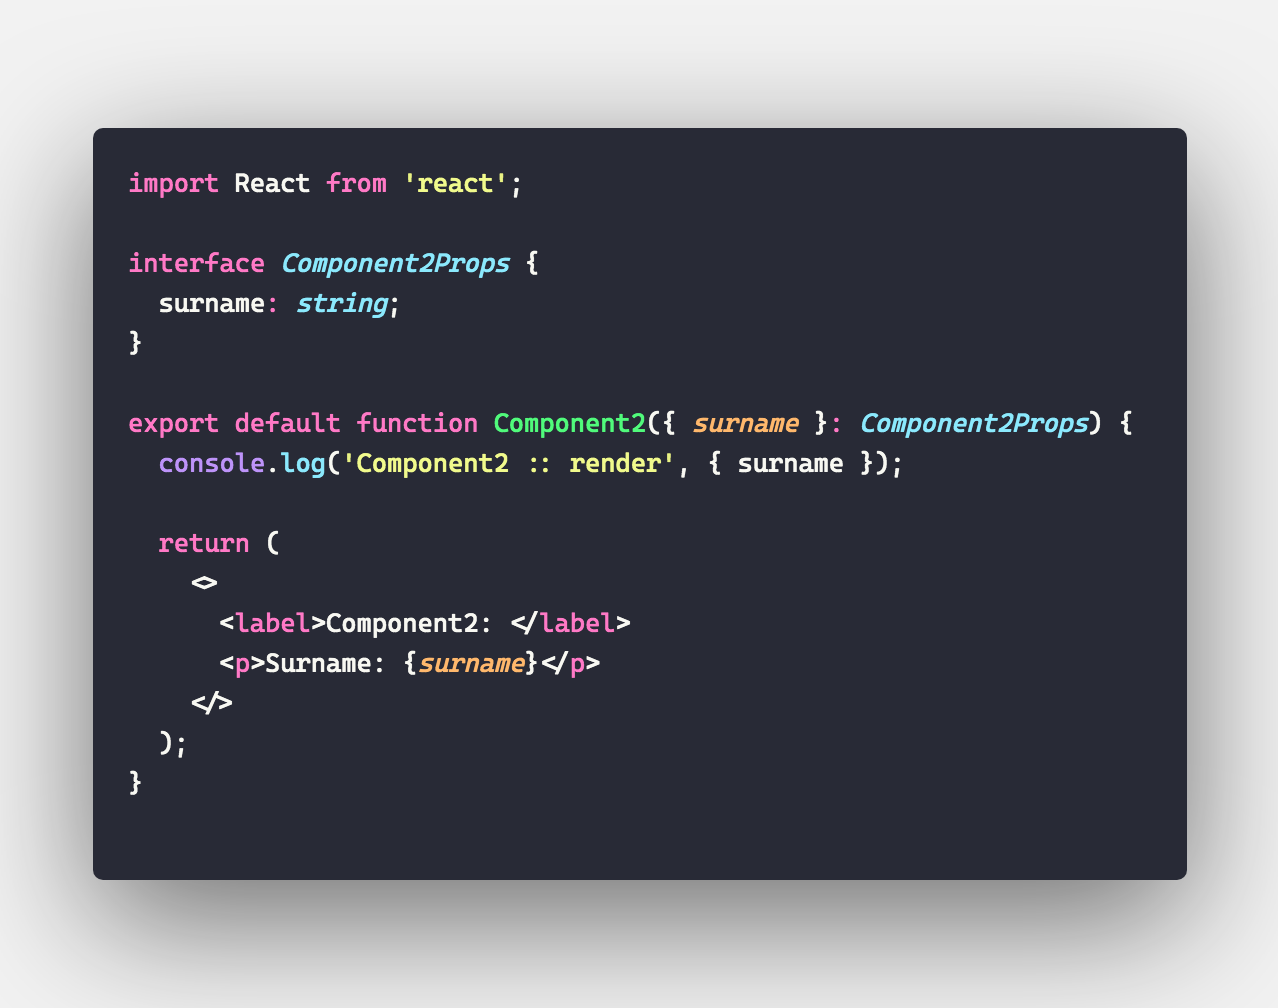 import React from 'react';
interface Component2Props {
  surname: string;
}
export default function Component2({ surname }: Component2Props) {
  console.log('Component2 :: render', { surname });
  return (
    <>
      <label>Component2: </label>
      <p>Surname: {surname}</p>
    </>
  );
}